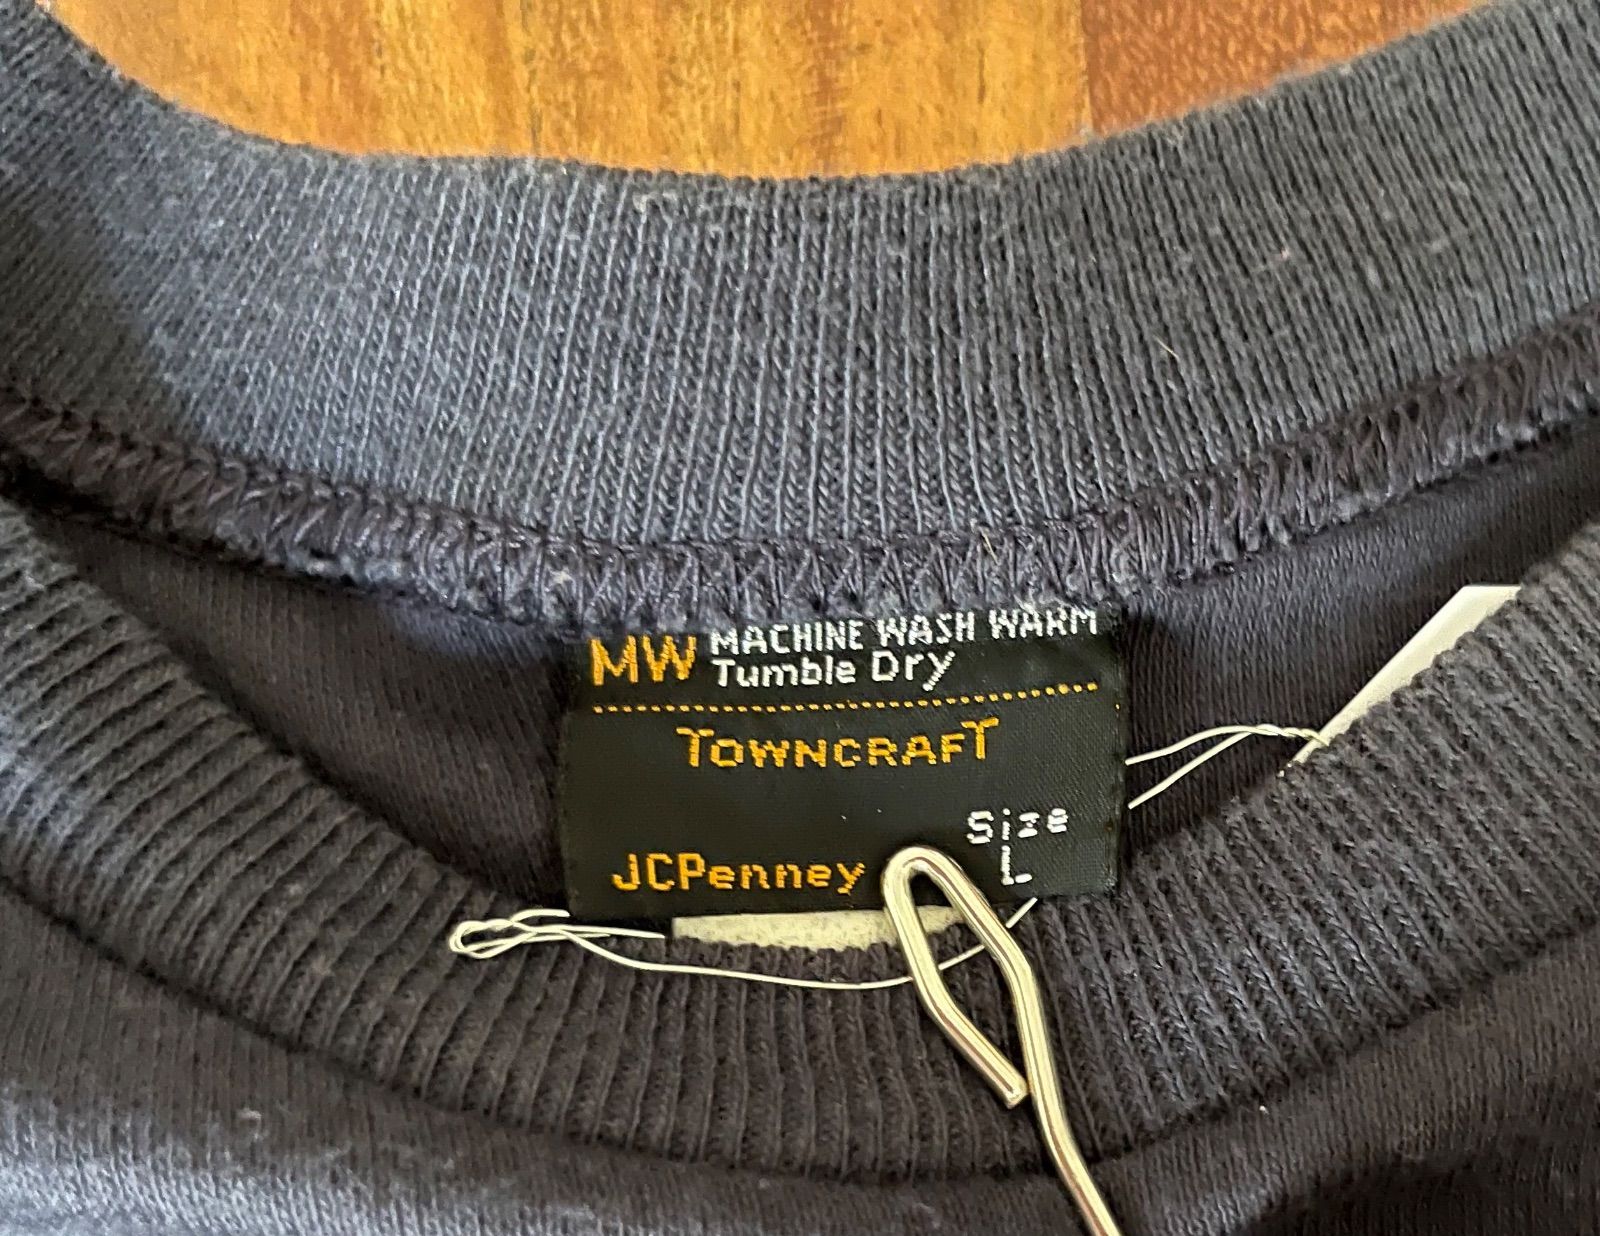 MW MACHINE WASH WARM
Tumble Dry
TOWNCRAFT
Size
L
JCPenney